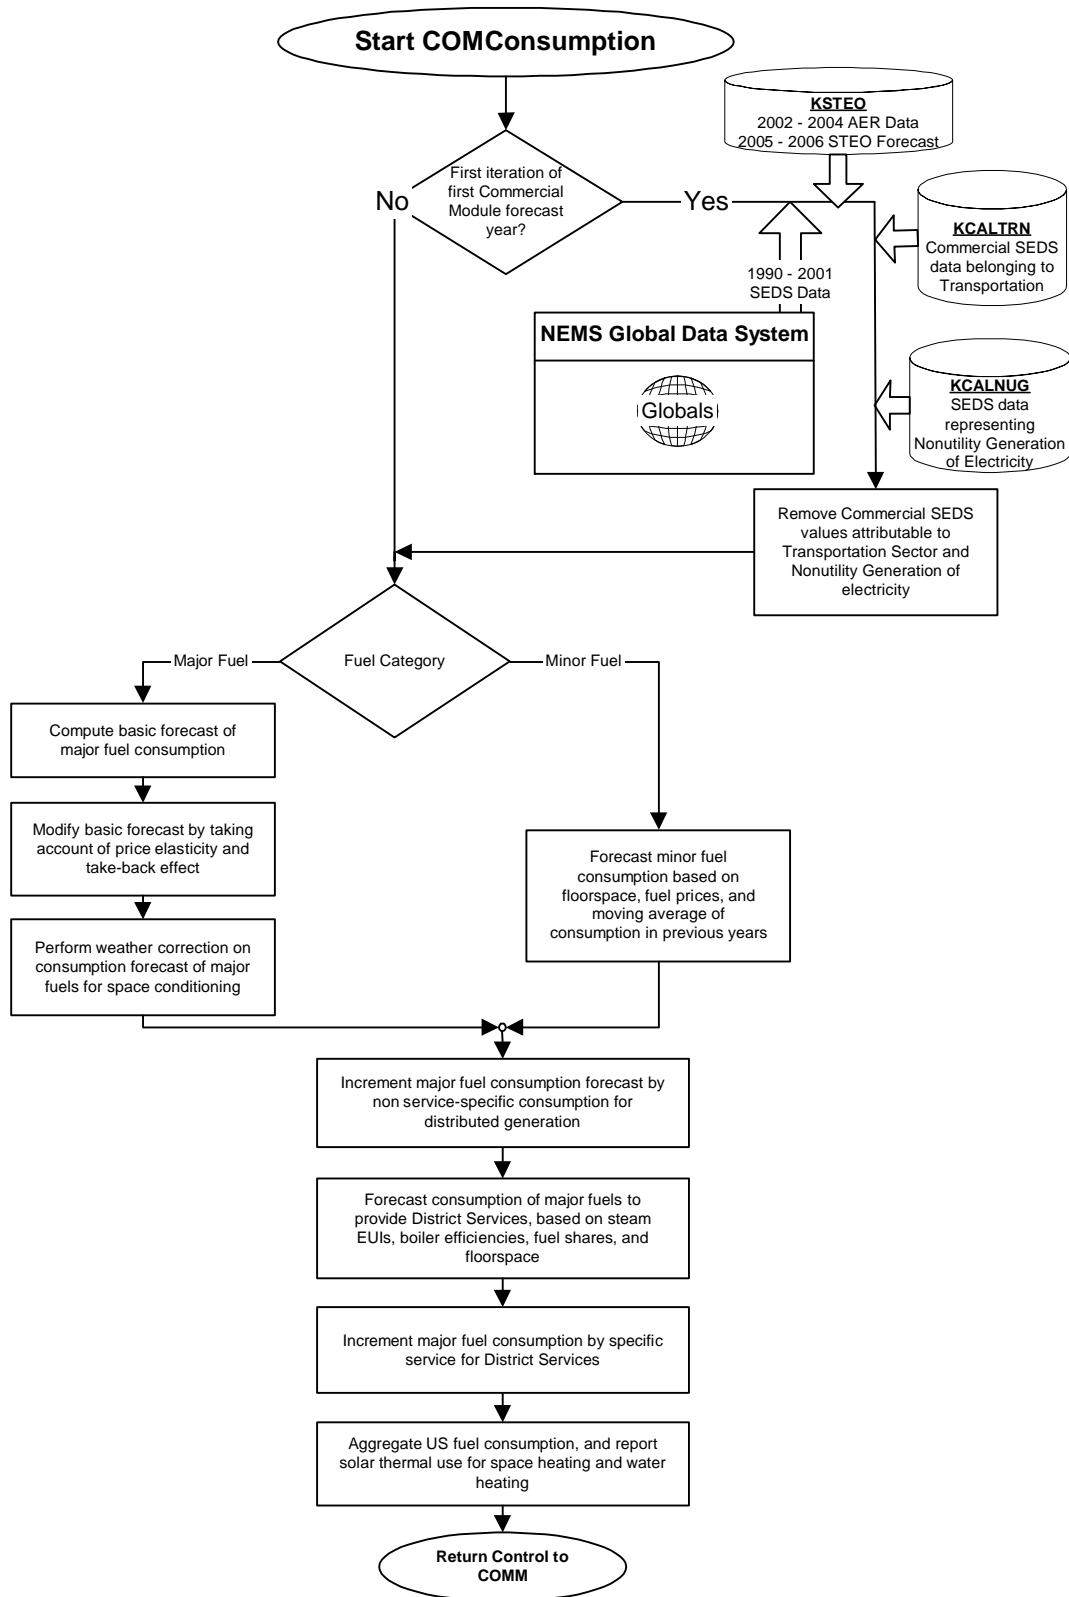 Start COMConsumption
KSTEO
2002 - 2004 AER Data
2005 - 2006 STEO Forecast
First iteration of
first Commercial
Module forecast
year?
No
Yes
KCALTRN
Commercial SEDS
data belonging to
Transportation
1990 - 2001
SEDS Data
NEMS Global Data System
Globals
KCALNUG
SEDS data
representing
Nonutility Generation
of Electricity
Remove Commercial SEDS
values attributable to
Transportation Sector and
Nonutility Generation of
electricity
Fuel Category
Major Fuel
Minor Fuel
Compute basic forecast of
major fuel consumption
Modify basic forecast by taking
account of price elasticity and
take-back effect
Perform weather correction on
consumption forecast of major
fuels for space conditioning
Forecast minor fuel
consumption based on
floorspace, fuel prices, and
moving average of
consumption in previous years
Increment major fuel consumption forecast by
non service-specific consumption for
distributed generation
Forecast consumption of major fuels to
provide District Services, based on steam
EUIs, boiler efficiencies, fuel shares, and
floorspace
Increment major fuel consumption by specific
service for District Services
Aggregate US fuel consumption, and report
solar thermal use for space heating and water
heating
Return Control to
COMM